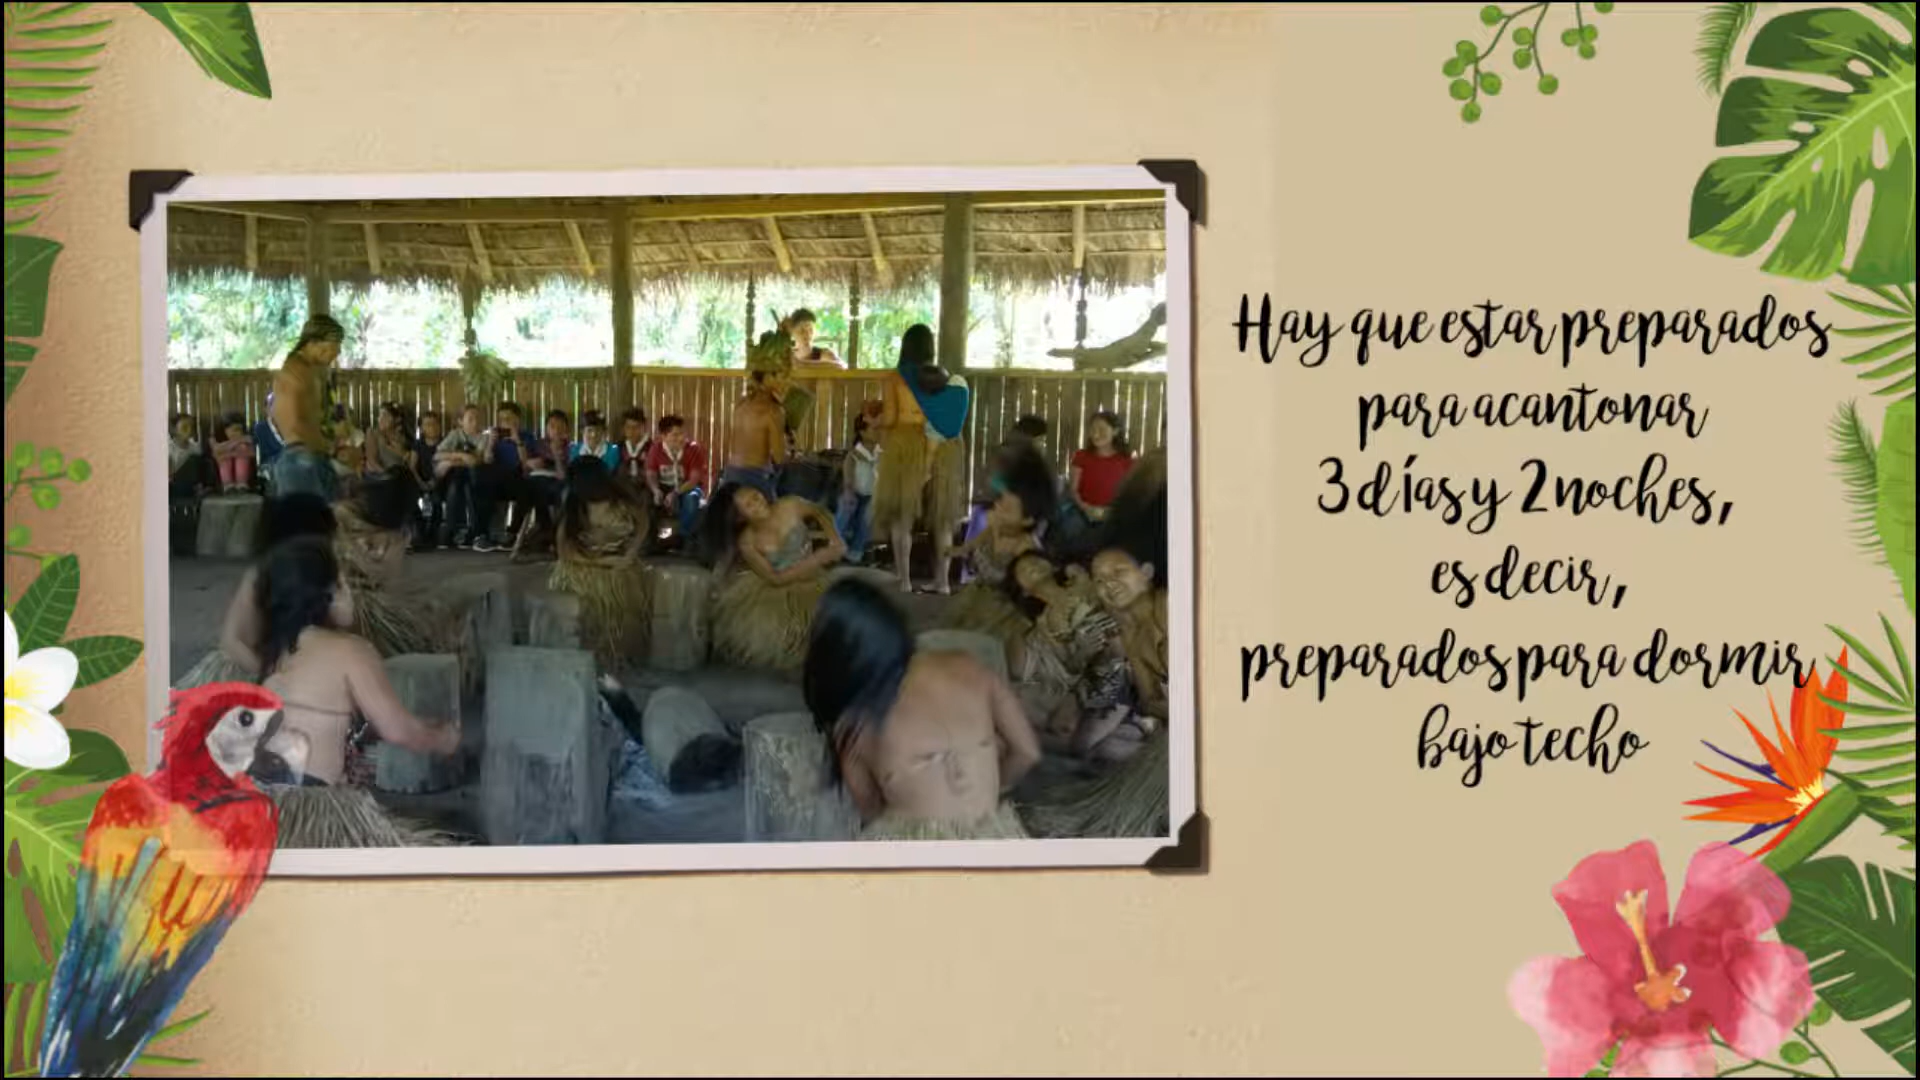 Hay que estar preparados
para acantonar
3 días y 2 noches,
es decir,
preparados para dormir
bajo techo